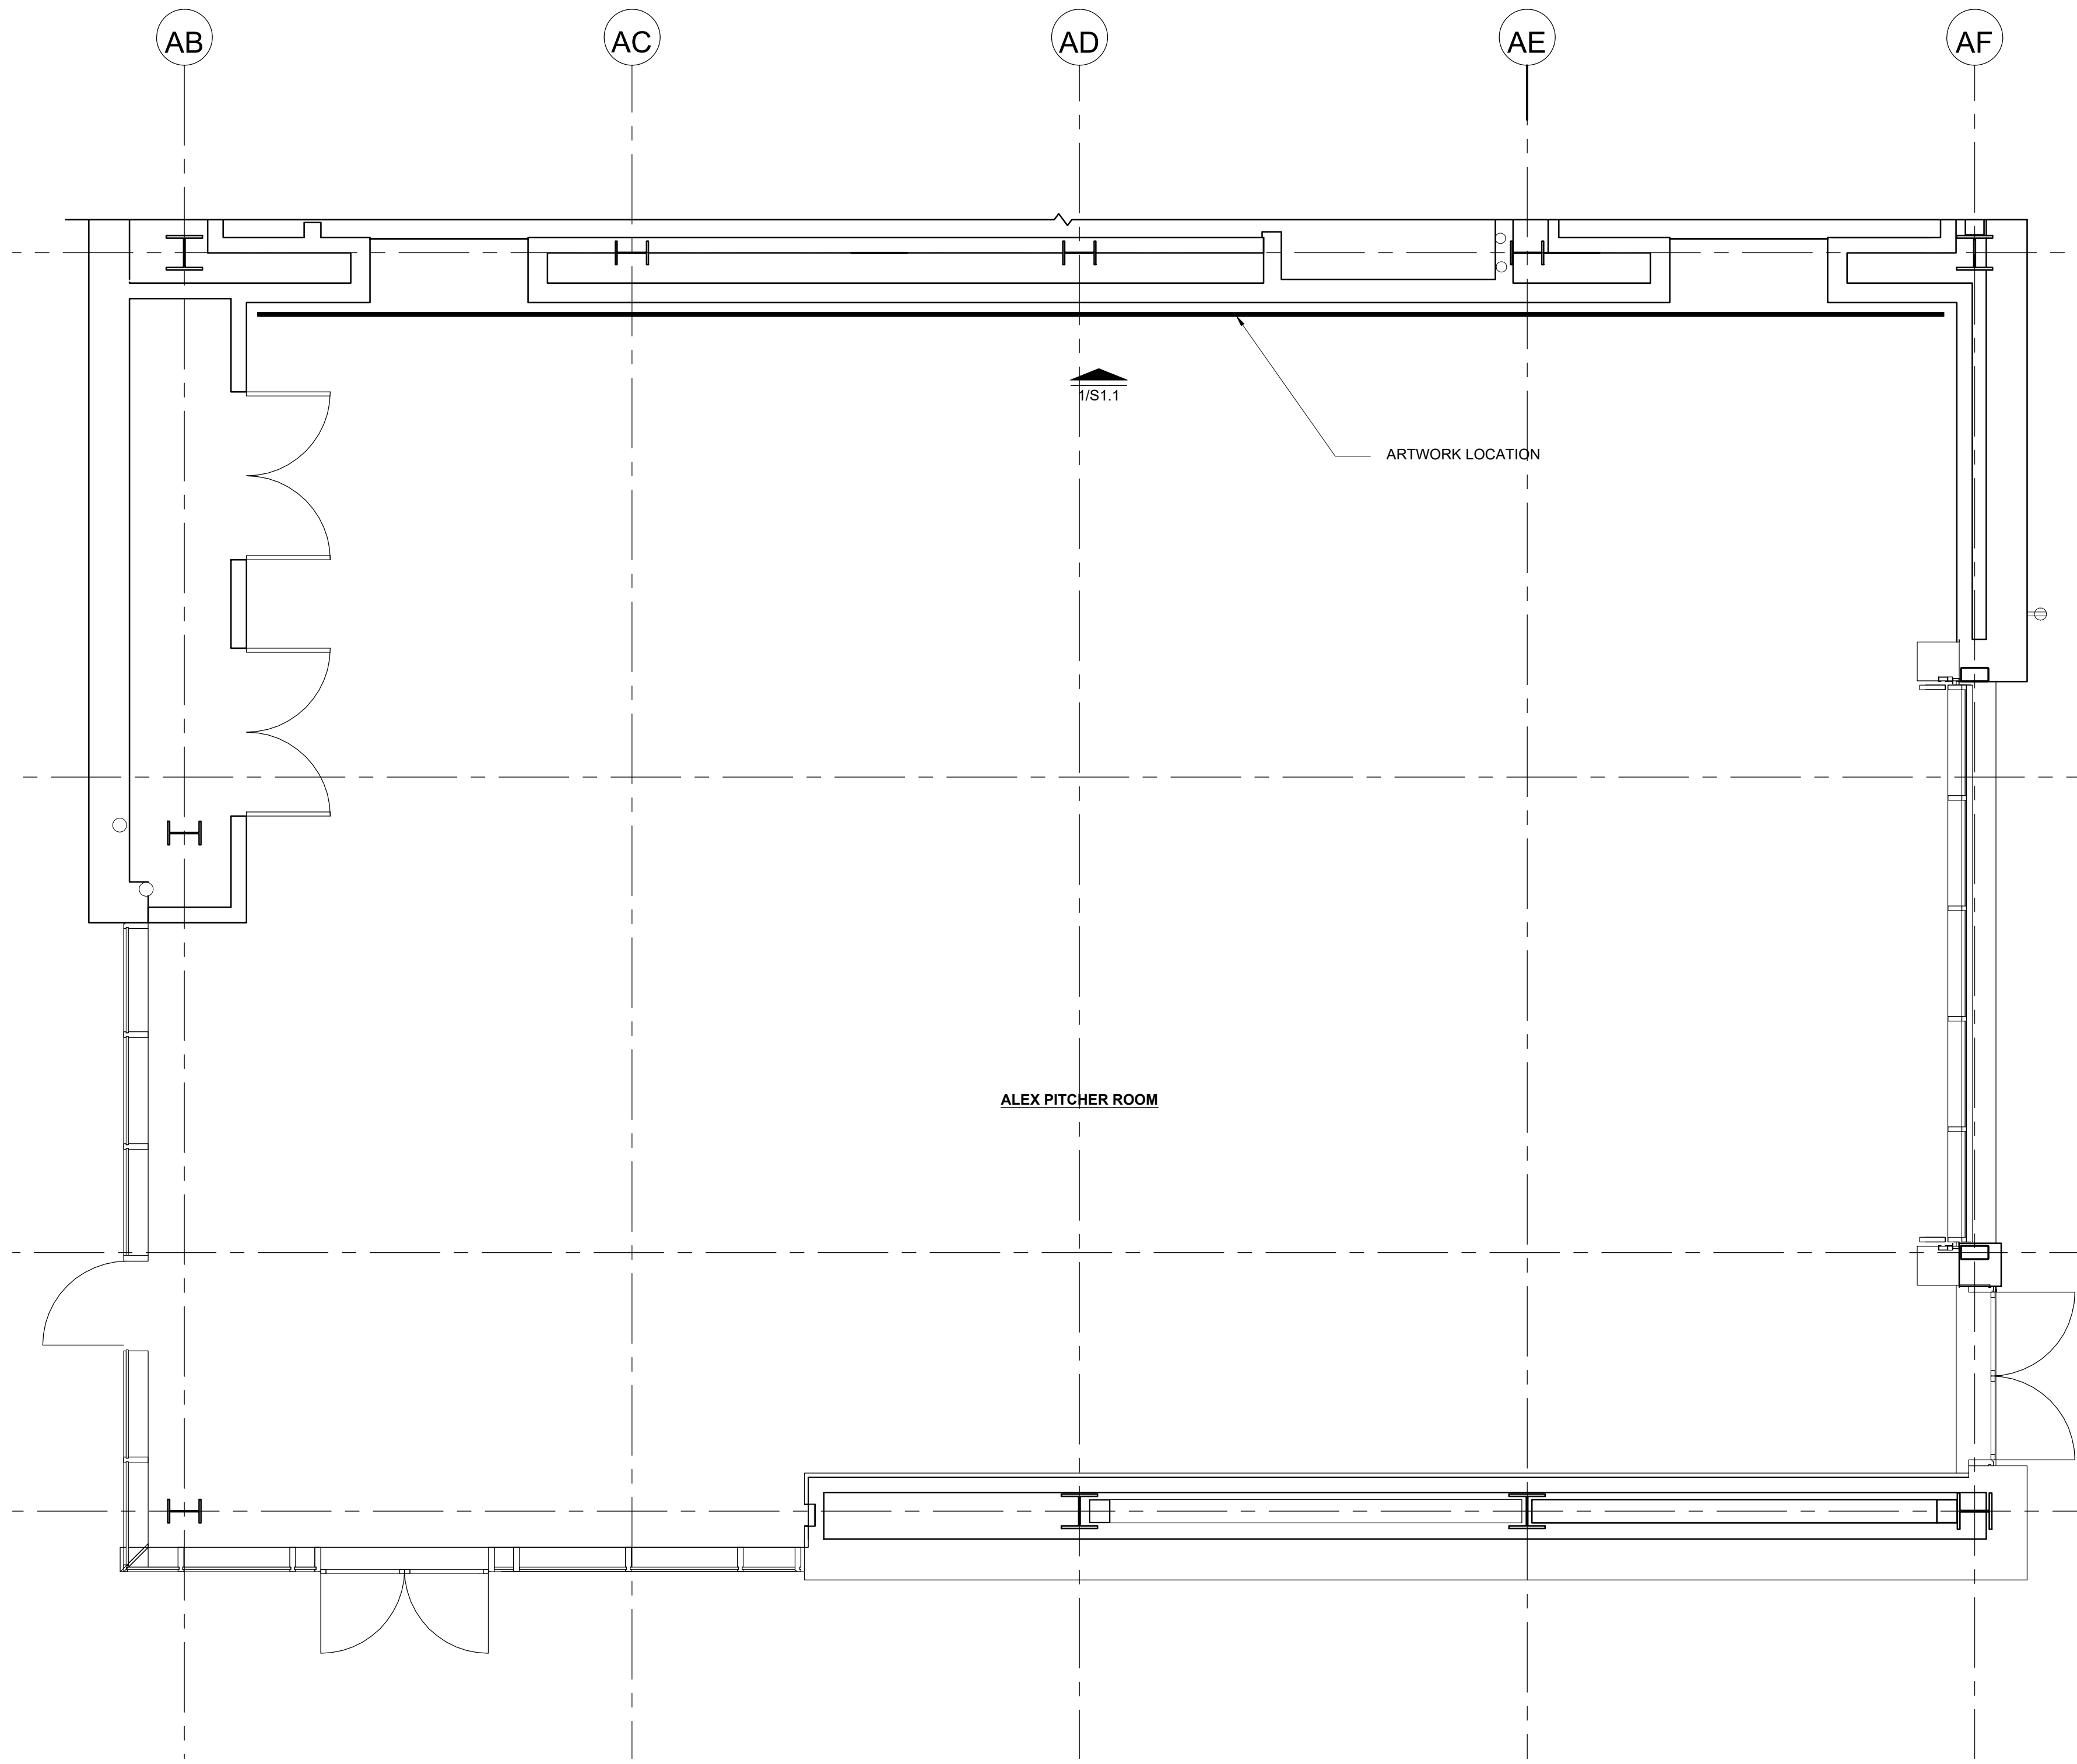 AB
AC
AD
AE
AF
1/S1.1
ARTWORK LOCATION
ALEX PITCHER ROOM